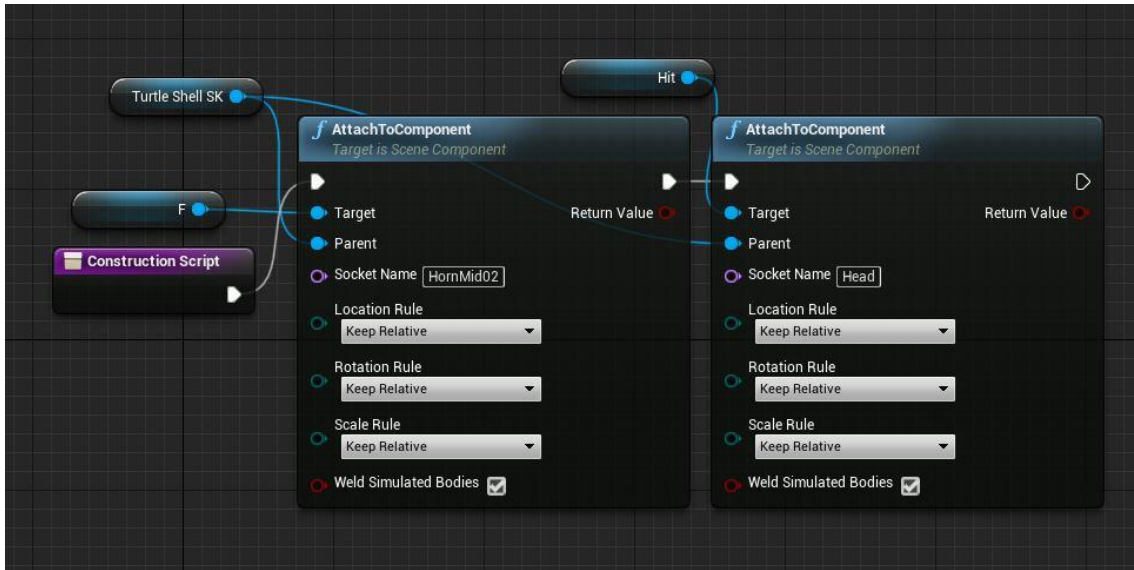 Turtle Shell SK
F
Construction Script
Hit
f AttachToComponent
Target is Scene Component
Target
Return Value
Parent
Socket Name HornMid02
Location Rule
Keep Relative
Rotation Rule
Keep Relative
Scale Rule
Keep Relative
Weld Simulated Bodies
f AttachToComponent
Target is Scene Component
Target
Return Value
Parent
Socket Name Head
Location Rule
Keep Relative
Rotation Rule
Keep Relative
Scale Rule
Keep Relative
Weld Simulated Bodies